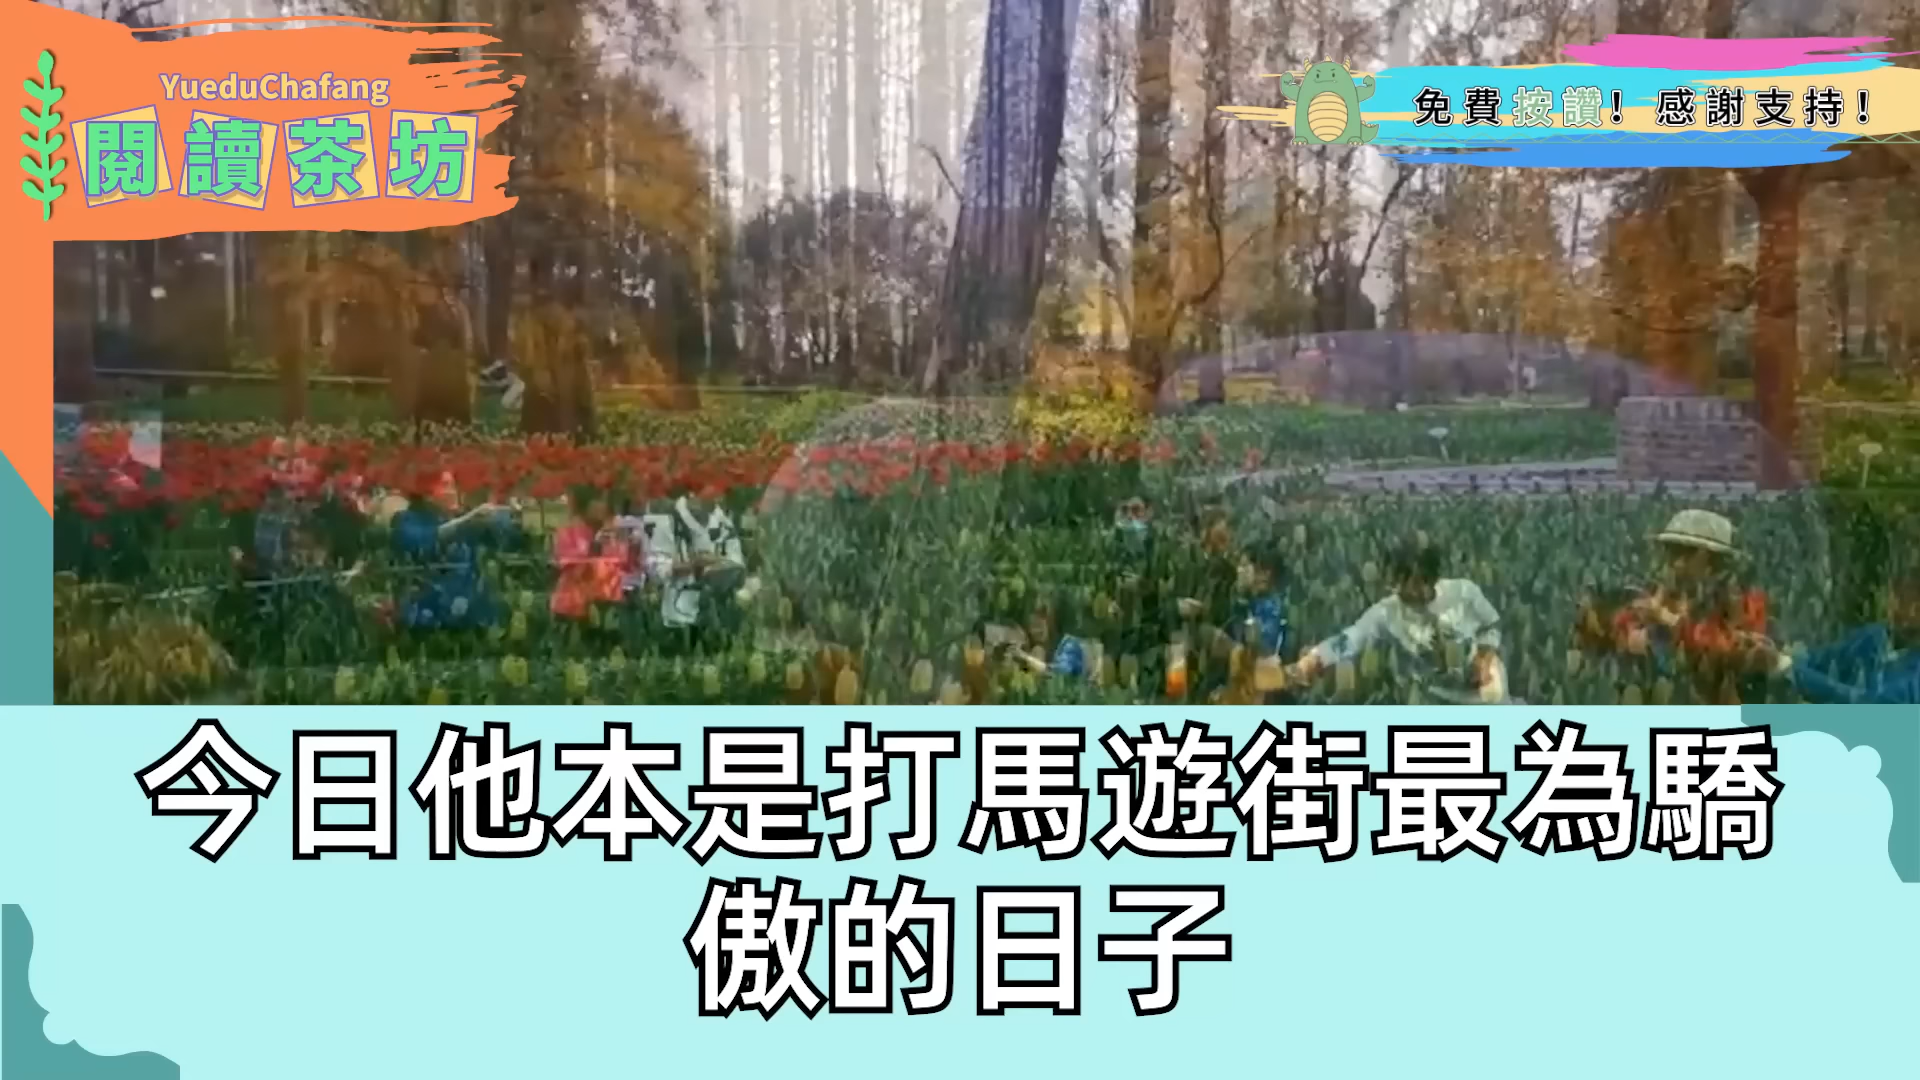 YueduChafang
閱讀茶坊
免費按讚！感謝支持！
今日他本是打馬遊街最為驕
傲的日子